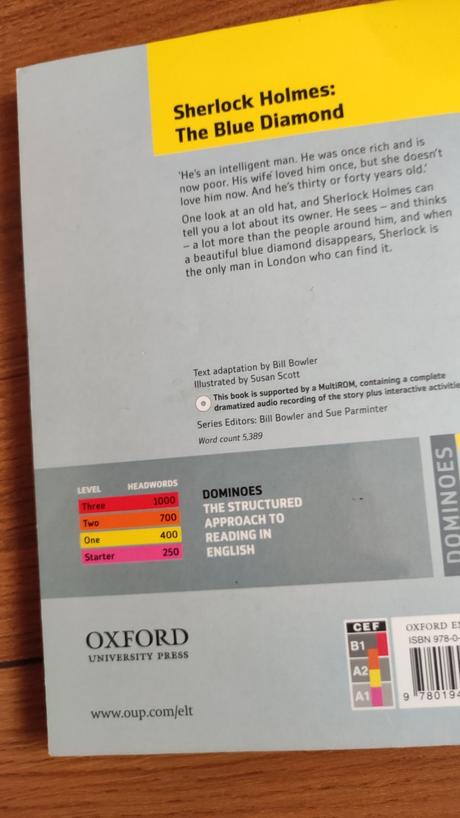 Sherlock Holmes:
The Blue Diamond
'He's an intelligent man. He was once rich and is
now poor. His wife loved him once, but she doesn't
love him now. And he's thirty or forty years old.'
One look at an old hat, and Sherlock Holmes can
tell you a lot about its owner. He sees – and thinks
– a lot more than the people around him, and when
a beautiful blue diamond disappears, Sherlock is
the only man in London who can find it.
Text adaptation by Bill Bowler
Illustrated by Susan Scott
This book is supported by a MultiROM, containing a complete
dramatized audio recording of the story plus interactive activitie
Series Editors: Bill Bowler and Sue Parminter
Word count 5,389
LEVEL HEADWORDS
Three 1000
Two 700
One 400
Starter 250
DOMINOES
THE STRUCTURED
APPROACH TO
READING IN
ENGLISH
DOMINOES
OXFORD
UNIVERSITY PRESS
www.oup.com/elt
CEF
B1
A2
A1
OXFORD
ISBN 978-0-
9 780194